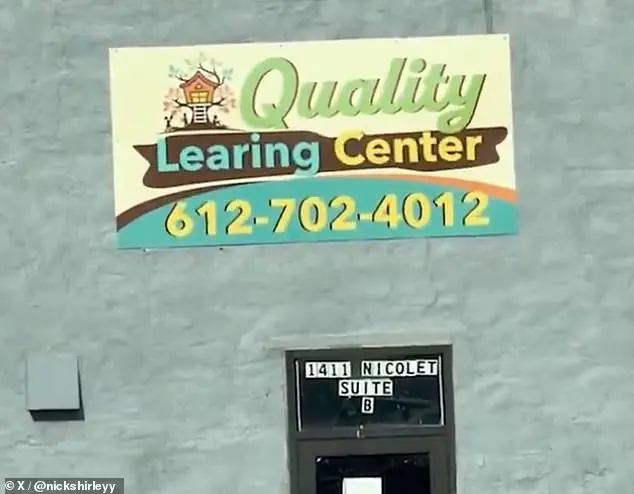 Quality
Learing Center
612-702-4012
1411 NICOLET
SUITE
B
© X / @nickshirleyy